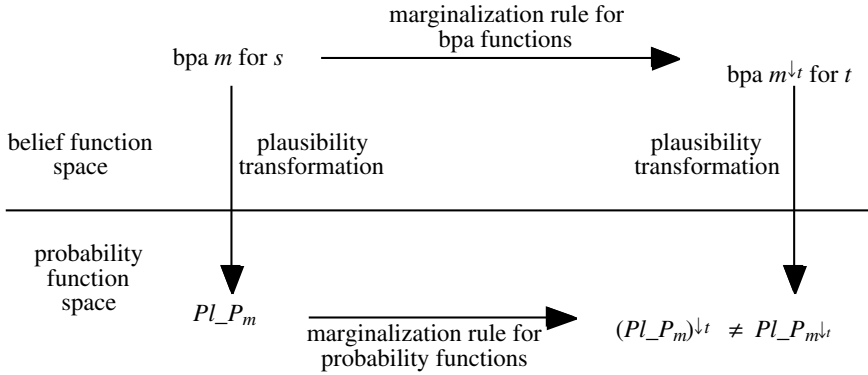 marginalization rule for
bpa functions
bpa m for s
bpa m↓t for t
belief function
space
plausibility
transformation
plausibility
transformation
probability
function
space
Pl_Pm
marginalization rule for
probability functions
(Pl_Pm)↓t ≠ Pl_Pm↓t